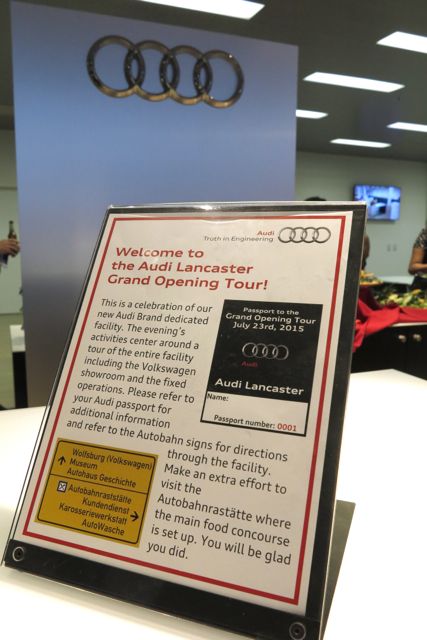 Audi
Truth in Engineering
Welcome to
the Audi Lancaster
Grand Opening Tour!
This is a celebration of our
new Audi Brand dedicated
facility. The evening's
activities center around a
tour of the entire facility
including the Volkswagen
showroom and the fixed
operations. Please refer to
your Audi passport for
additional information
and refer to the Autobahn signs for directions
through the facility.
Make an extra effort to
visit the
Autobahnrastätte where
the main food concourse
is set up. You will be glad
you did.
Passport to the
Grand Opening Tour
July 23rd, 2015
Audi
Audi Lancaster
Name:
Passport number: 0001
Wolfsburg (Volkswagen)
Museum
Autohaus Geschichte
Autobahnraststätte
Kundendienst
Karosseriewerkstatt
AutoWasche